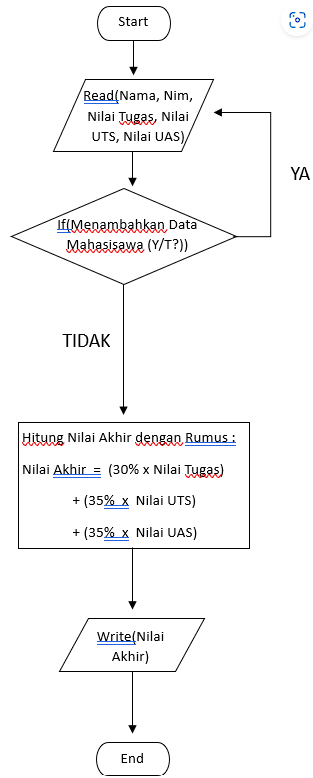 Start
Read(Nama, Nim,
Nilai Tugas, Nilai
UTS, Nilai UAS)
YA
If(Menambahkan Data
Mahasisawa (Y/T?))
TIDAK
Hitung Nilai Akhir dengan Rumus :
Nilai Akhir = (30% x Nilai Tugas)
+ (35% x Nilai UTS)
+ (35% x Nilai UAS)
Write(Nilai
Akhir)
End